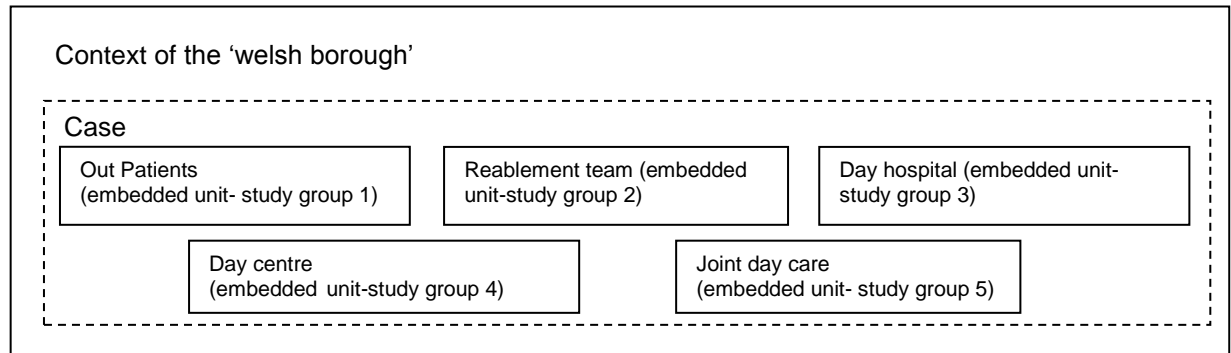 Context of the ‘welsh borough’
Case
Out Patients
(embedded unit- study group 1)
Reablement team (embedded
unit-study group 2)
Day hospital (embedded unit-
study group 3)
Day centre
(embedded unit-study group 4)
Joint day care
(embedded unit- study group 5)